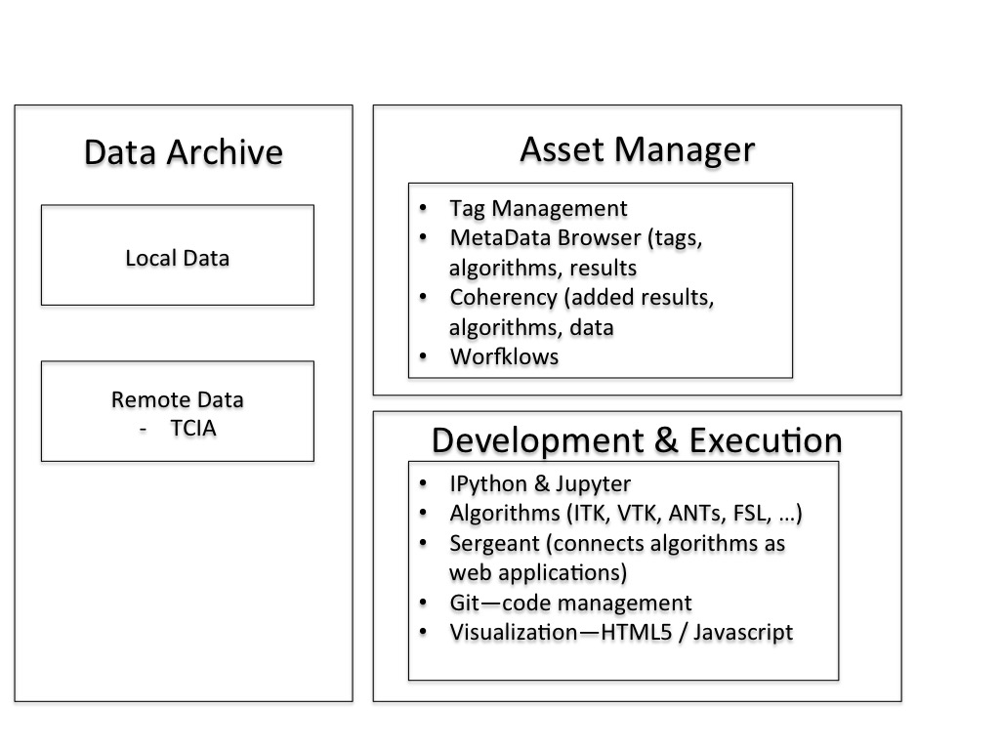 Data Archive
Local Data
Remote Data
- TCIA
Asset Manager
• Tag Management
• MetaData Browser (tags,
algorithms, results
• Coherency (added results,
algorithms, data
• Worfklows
Development & Execution
• IPython & Jupyter
• Algorithms (ITK, VTK, ANTs, FSL, …)
• Sergeant (connects algorithms as
web applications)
• Git—code management
• Visualization—HTML5 / Javascript